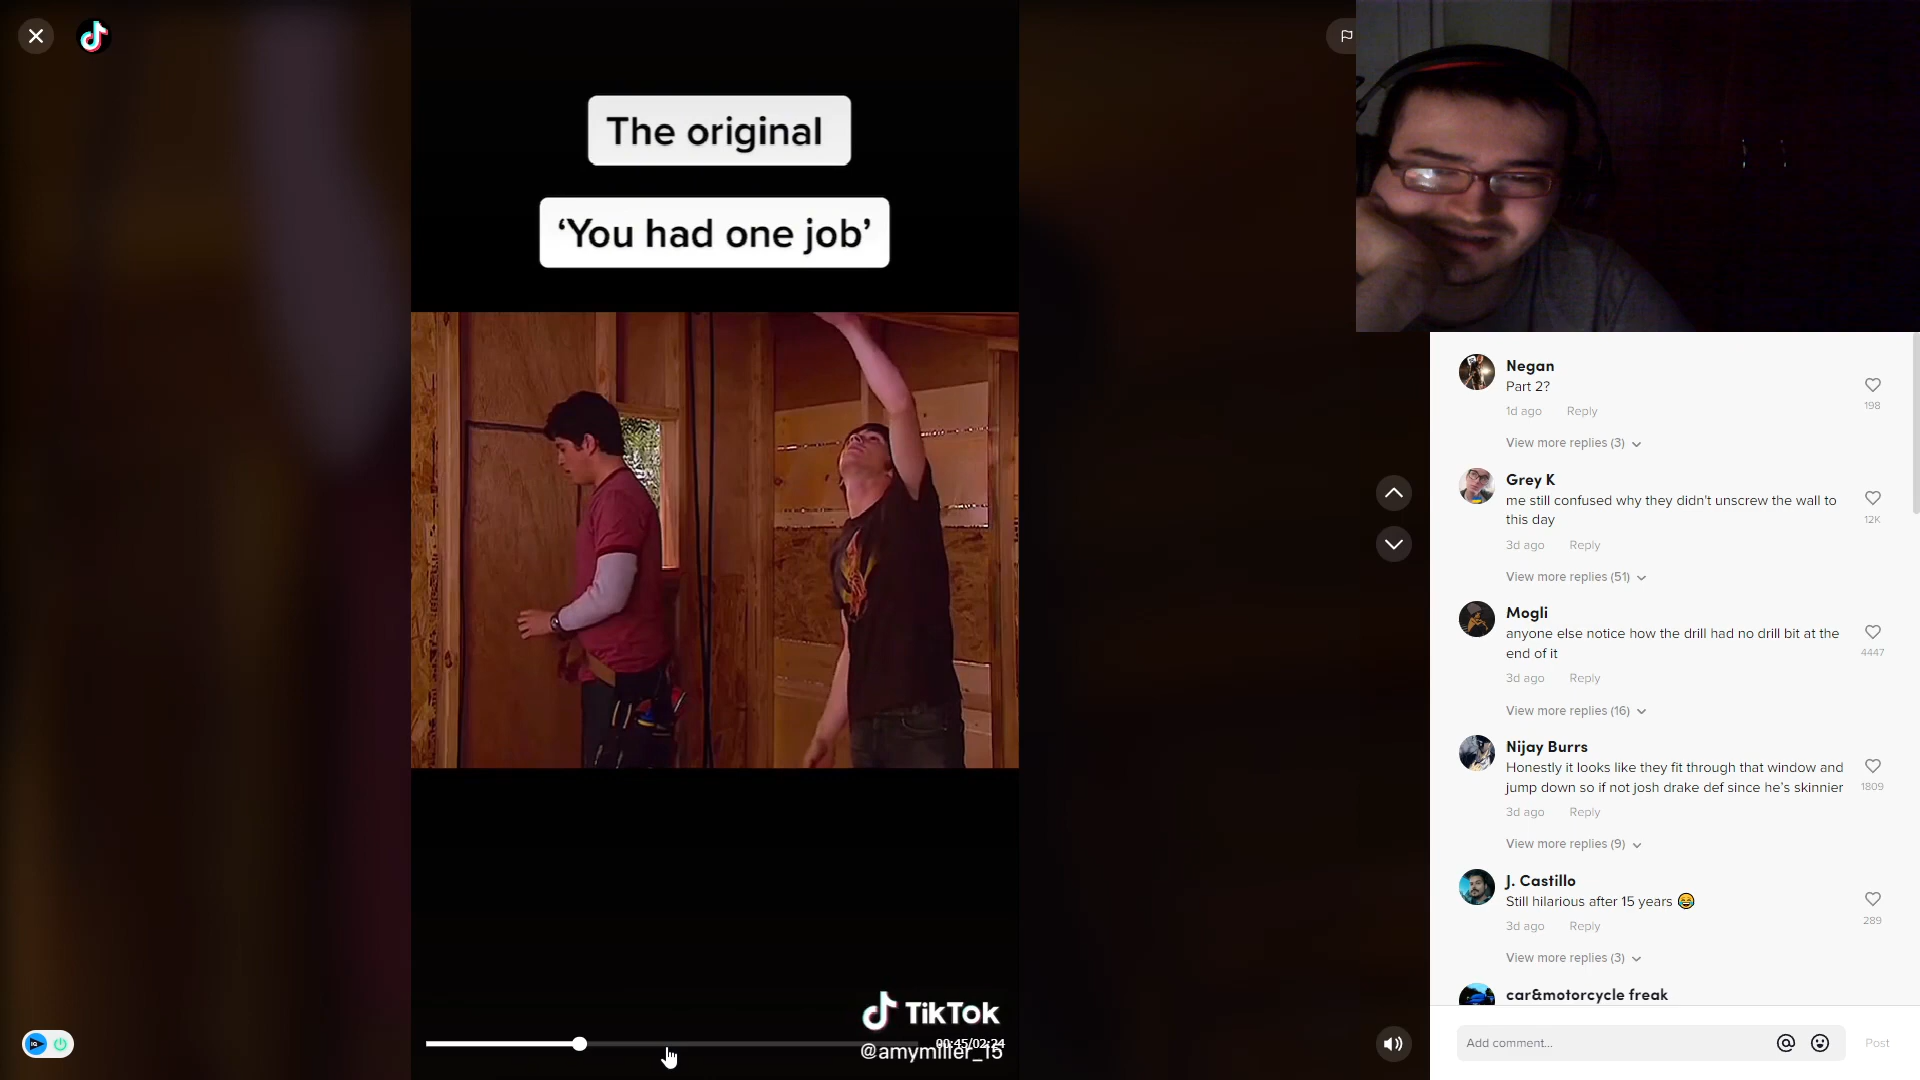 The original
‘You had one job’
TikTok
@amymiller_15
00:45/02:24
Negan
Part 2?
1d ago Reply
198
View more replies (3)
Grey K
me still confused why they didn't unscrew the wall to
this day
12K
3d ago Reply
View more replies (51)
Mogli
anyone else notice how the drill had no drill bit at the
end of it
4447
3d ago Reply
View more replies (16)
Nijay Burrs
Honestly it looks like they fit through that window and
jump down so if not josh drake def since he's skinnier
1809
3d ago Reply
View more replies (9)
J. Castillo
Still hilarious after 15 years 😂
289
3d ago Reply
View more replies (3)
car&motorcycle freak
Add comment...
Post